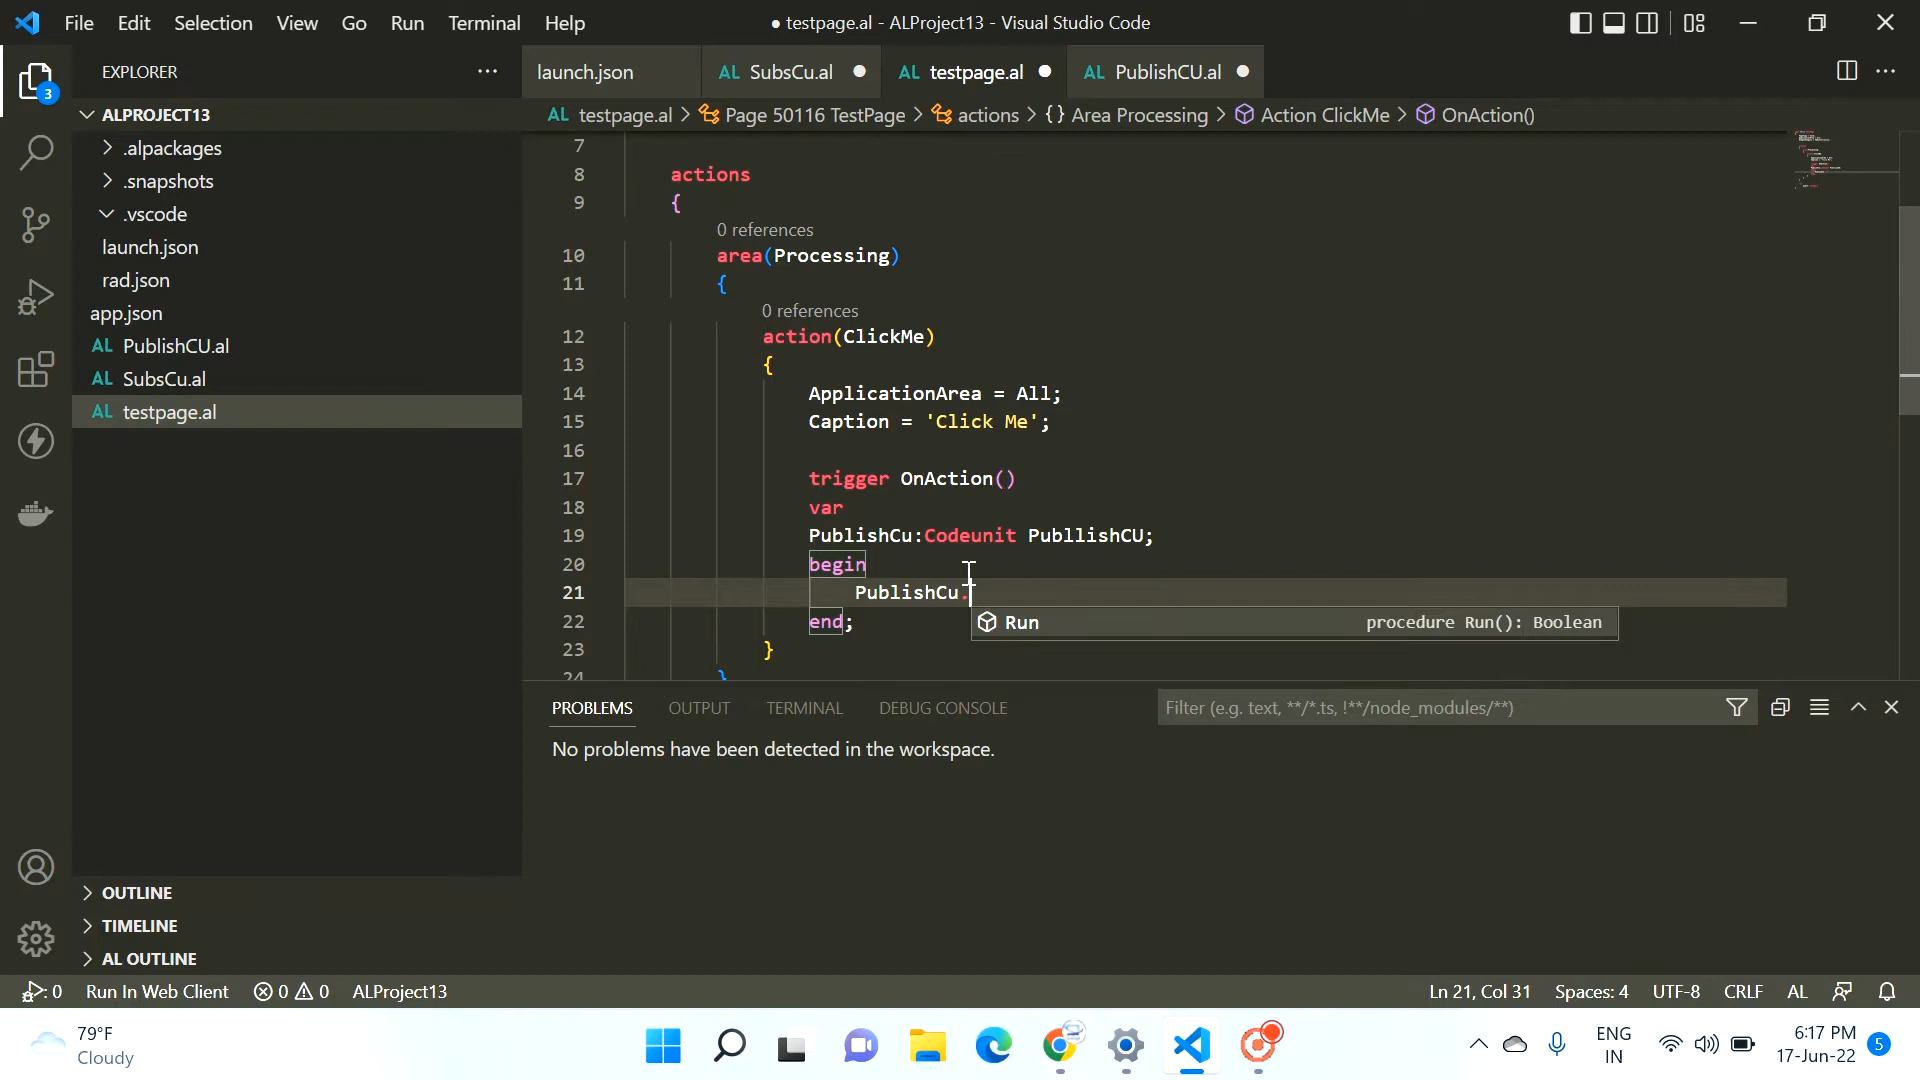 File Edit Selection View Go Run Terminal Help
● testpage.al - ALProject13 - Visual Studio Code
EXPLORER
3
ALPROJECT13
.alpackages
.snapshots
.vscode
launch.json
rad.json
app.json
AL PublishCU.al
AL SubsCu.al
AL testpage.al
OUTLINE
TIMELINE
AL OUTLINE
launch.json
AL SubsCu.al
AL testpage.al
AL PublishCU.al
AL testpage.al > Page 50116 TestPage > actions > {} Area Processing > Action ClickMe > OnAction()
7
8 actions
9 {
0 references
10 area(Processing)
11 {
0 references
12 action(ClickMe)
13 {
14 ApplicationArea = All;
15 Caption = 'Click Me';
16
17 trigger OnAction()
18 var
19 PublishCu:Codeunit PubllishCU;
20 begin
21 PublishCu.
22 end;
23 }
24 }
Run procedure Run(): Boolean
PROBLEMS OUTPUT TERMINAL DEBUG CONSOLE
Filter (e.g. text, **/*.ts, !**/node_modules/**)
No problems have been detected in the workspace.
: 0 Run In Web Client 0 0 ALProject13
Ln 21, Col 31 Spaces: 4 UTF-8 CRLF AL
79°F
Cloudy
ENG
IN
6:17 PM
17-Jun-22
5